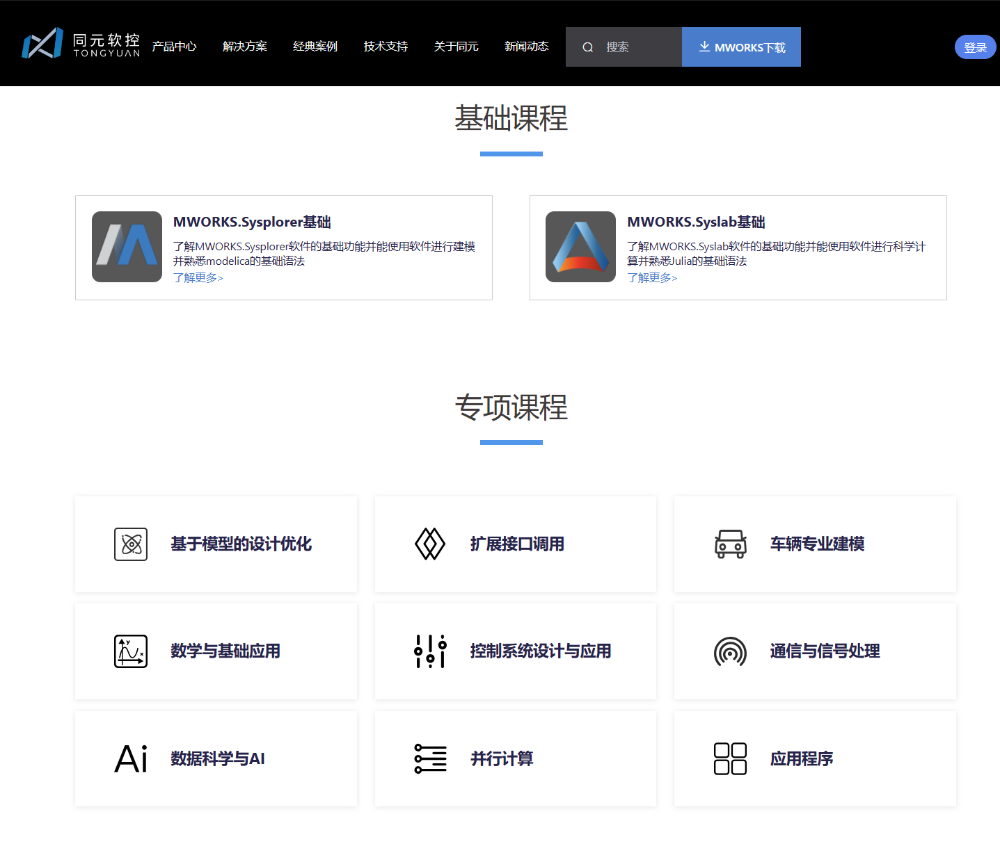 同元软控
TONGYUAN
产品中心 解决方案 经典案例 技术支持 关于同元 新闻动态 搜索 MWORKS下载 登录
基础课程
MWORKS.Sysplorer基础
了解MWORKS.Sysplorer软件的基础功能并能使用软件进行建模
并熟悉modelica的基础语法
了解更多>
MWORKS.Syslab基础
了解MWORKS.Syslab软件的基础功能并能使用软件进行科学计
算并熟悉Julia的基础语法
了解更多>
专项课程
基于模型的设计优化
扩展接口调用
车辆专业建模
y
x
数学与基础应用
控制系统设计与应用
通信与信号处理
Ai
数据科学与AI
并行计算
应用程序